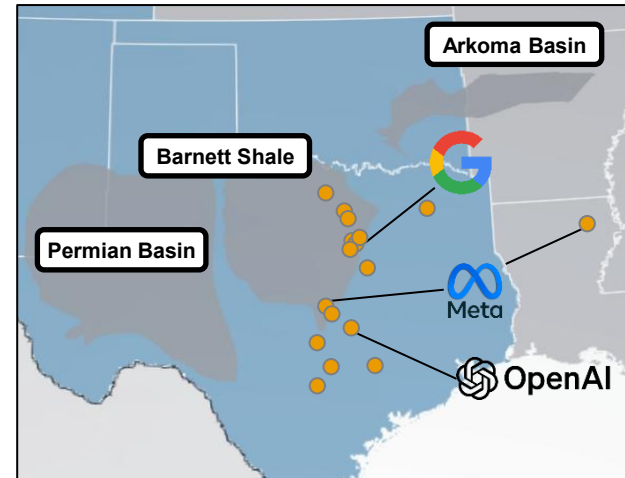 Arkoma Basin
Barnett Shale
Permian Basin
Meta
OpenAI